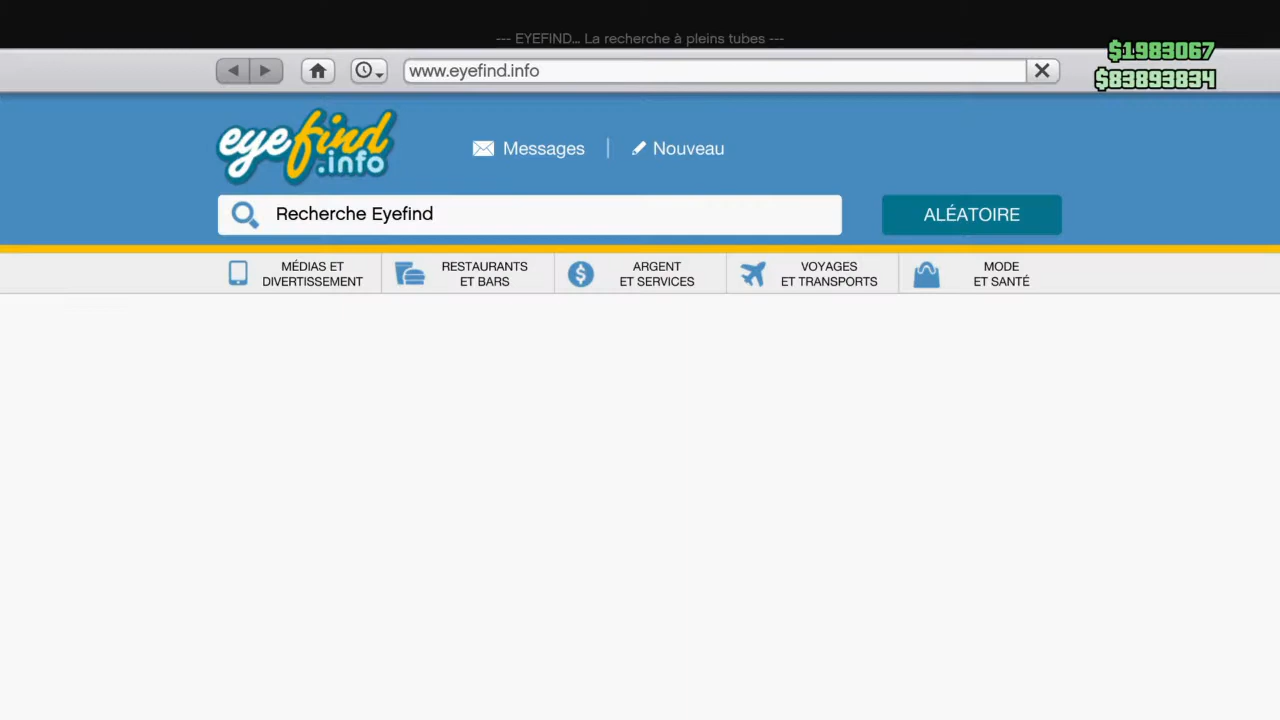 --- EYEFIND... La recherche à pleins tubes ---
$1983067
www.eyefind.info
$83893834
eyefind
.info
Messages
Nouveau
Recherche Eyefind
ALÉATOIRE
MÉDIAS ET
DIVERTISSEMENT
RESTAURANTS
ET BARS
ARGENT
ET SERVICES
VOYAGES
ET TRANSPORTS
MODE
ET SANTÉ